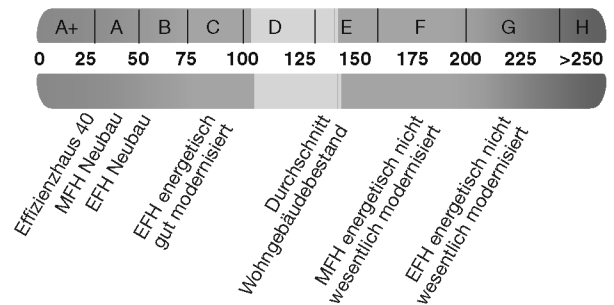 A+ A B C D E F G H
0 25 50 75 100 125 150 175 200 225 >250
Effizienzhaus 40
MFH Neubau
EFH Neubau
EFH energetisch
gut modernisiert
Durchschnitt
Wohngebäudebestand
MFH energetisch nicht
wesentlich modernisiert
EFH energetisch nicht
wesentlich modernisiert